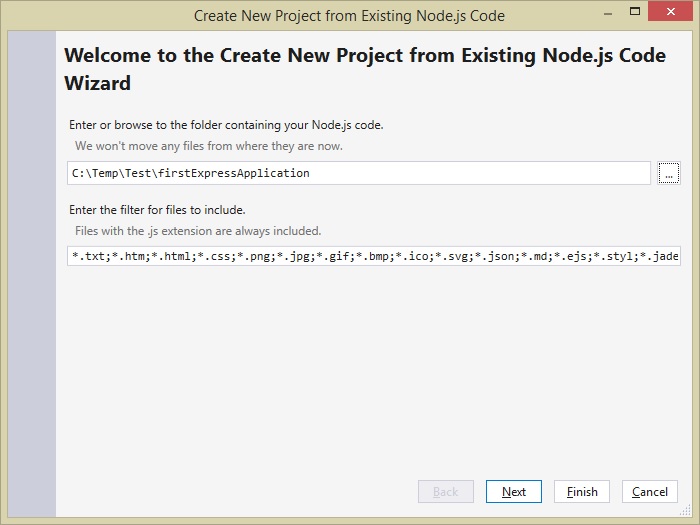 Create New Project from Existing Node.js Code
Welcome to the Create New Project from Existing Node.js Code
Wizard
Enter or browse to the folder containing your Node.js code.
We won't move any files from where they are now.
C:\Temp\Test\firstExpressApplication
...
Enter the filter for files to include.
Files with the .js extension are always included.
*.txt;*.htm;*.html;*.css;*.png;*.jpg;*.gif;*.bmp;*.ico;*.svg;*.json;*.md;*.ejs;*.styl;*.jade
Back Next Finish Cancel